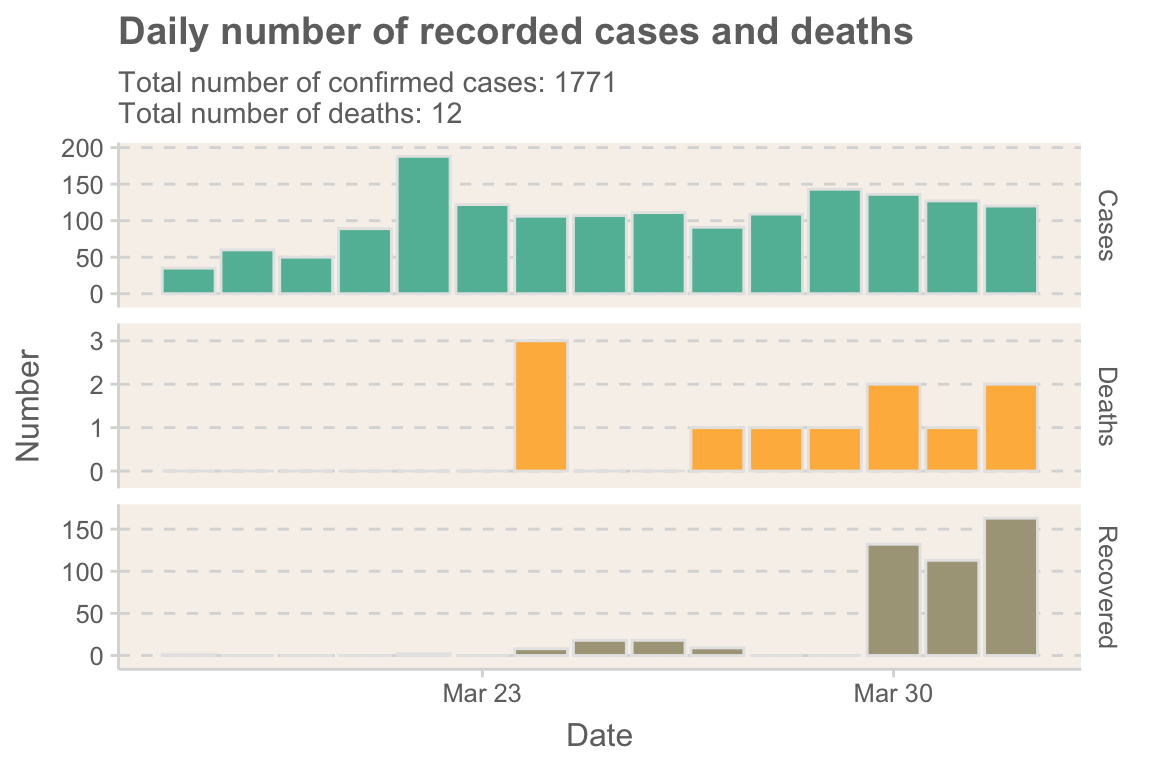 Daily number of recorded cases and deaths
Total number of confirmed cases: 1771
Total number of deaths: 12
200
150
100
50
0
Cases
3
2
1
0
Deaths
150
100
50
0
Recovered
Number
Mar 23
Mar 30
Date